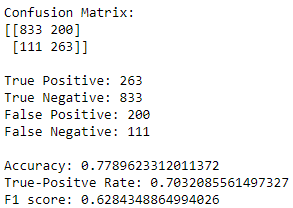 Confusion Matrix:
[[833 200]
[111 263]]
True Positive: 263
True Negative: 833
False Positive: 200
False Negative: 111
Accuracy: 0.7789623312011372
True-Positve Rate: 0.7032085561497327
F1 score: 0.6284348864994026